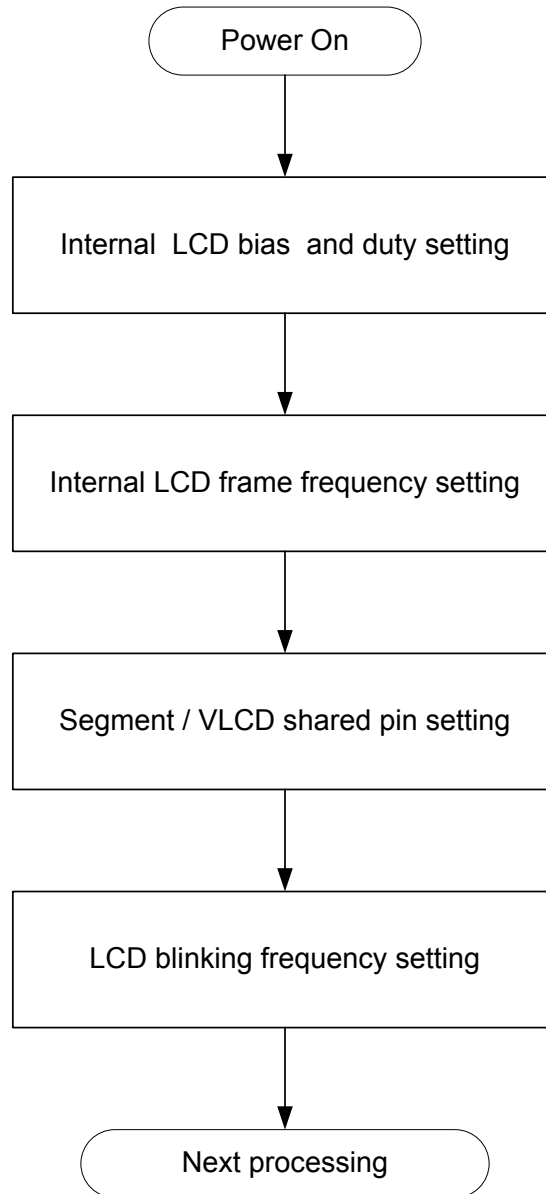 Power On
Internal LCD bias and duty setting
Internal LCD frame frequency setting
Segment / VLCD shared pin setting
LCD blinking frequency setting
Next processing